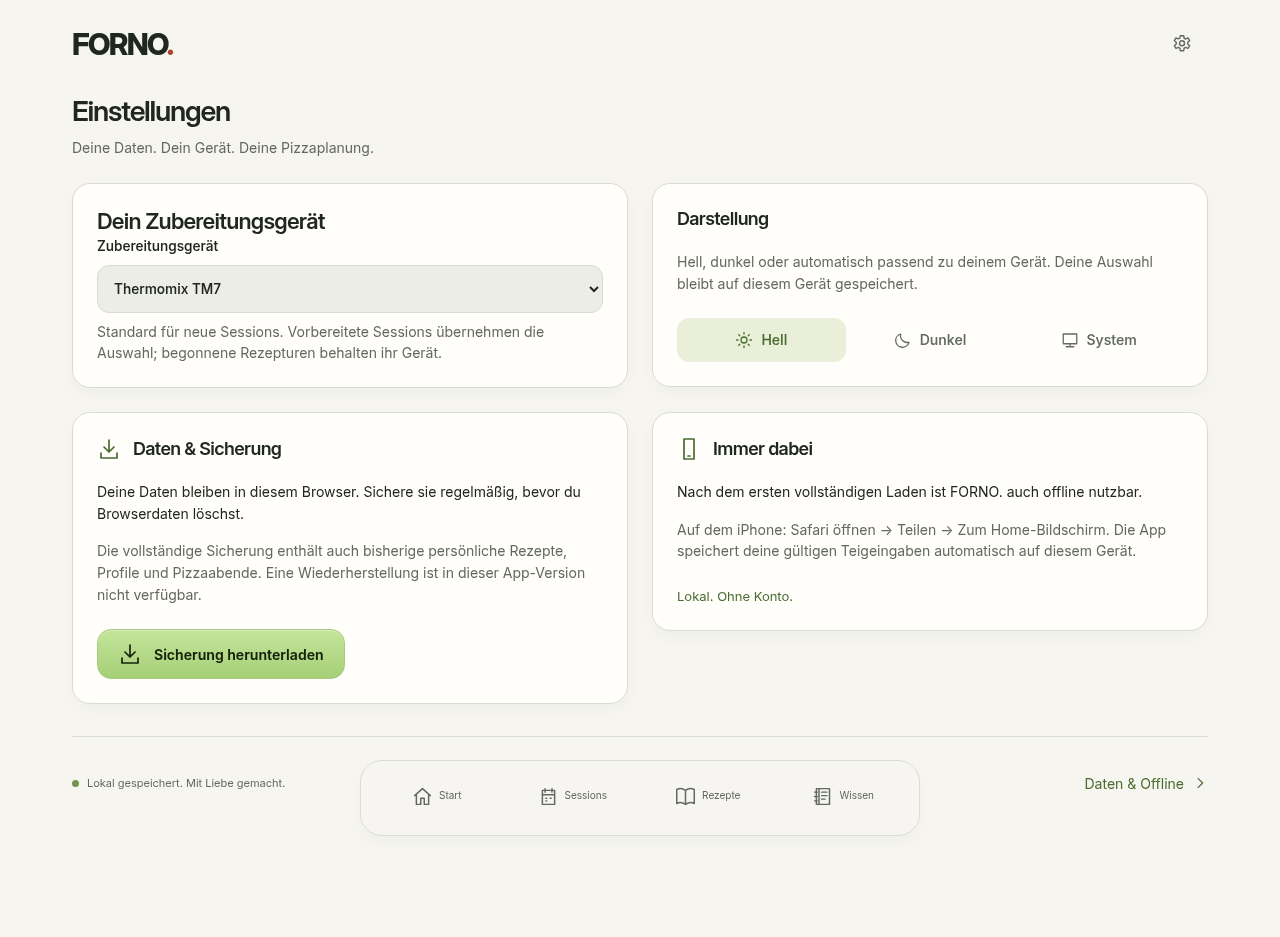 FORNO.
Einstellungen
Deine Daten. Dein Gerät. Deine Pizzaplanung.
Dein Zubereitungsgerät
Zubereitungsgerät
Thermomix TM7
Standard für neue Sessions. Vorbereitete Sessions übernehmen die
Auswahl; begonnene Rezepturen behalten ihr Gerät.
Darstellung
Hell, dunkel oder automatisch passend zu deinem Gerät. Deine Auswahl
bleibt auf diesem Gerät gespeichert.
Hell
Dunkel
System
Daten & Sicherung
Deine Daten bleiben in diesem Browser. Sichere sie regelmäßig, bevor du
Browserdaten löschst.
Die vollständige Sicherung enthält auch bisherige persönliche Rezepte,
Profile und Pizzaabende. Eine Wiederherstellung ist in dieser App-Version
nicht verfügbar.
Sicherung herunterladen
Immer dabei
Nach dem ersten vollständigen Laden ist FORNO. auch offline nutzbar.
Auf dem iPhone: Safari öffnen → Teilen → Zum Home-Bildschirm. Die App
speichert deine gültigen Teigeingaben automatisch auf diesem Gerät.
Lokal. Ohne Konto.
Lokal gespeichert. Mit Liebe gemacht.
Start
Sessions
Rezepte
Wissen
Daten & Offline